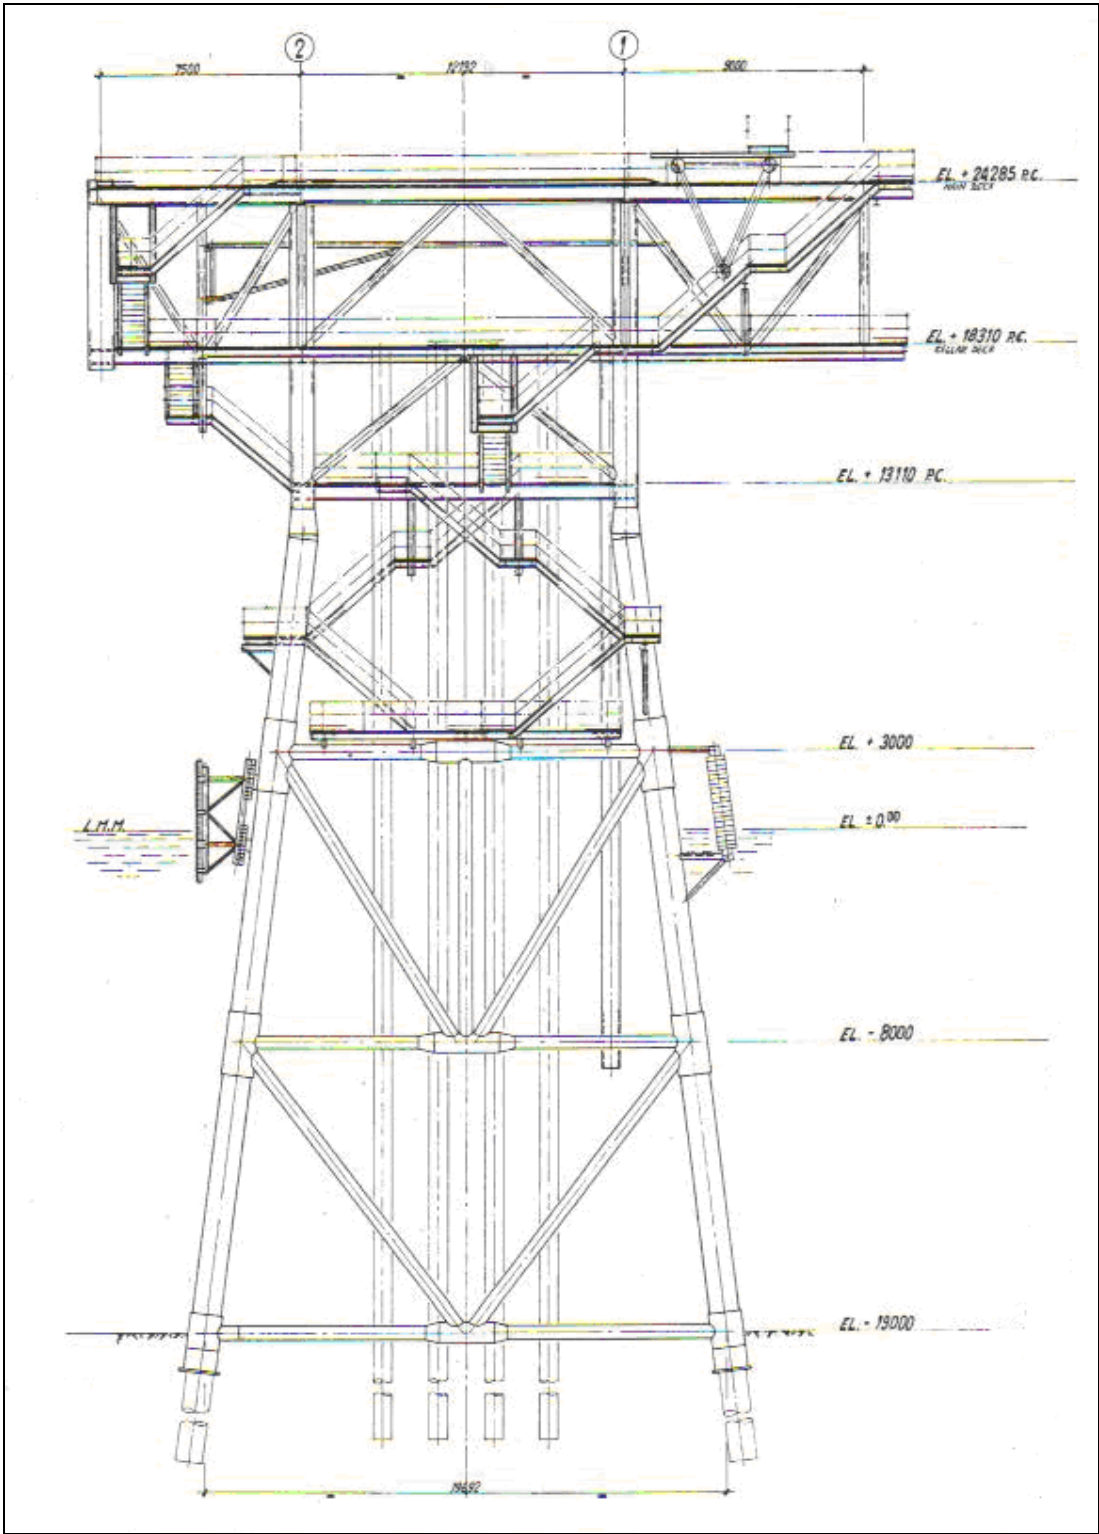 2
1
7500
12192
9000
EL. + 24285 P.C.
MAIN DECK
EL. + 18310 P.C.
CELLAR DECK
EL. + 13110 P.C.
EL. + 3000
L.M.M.
EL. ± 0.00
EL. - 8000
EL. - 19000
19692